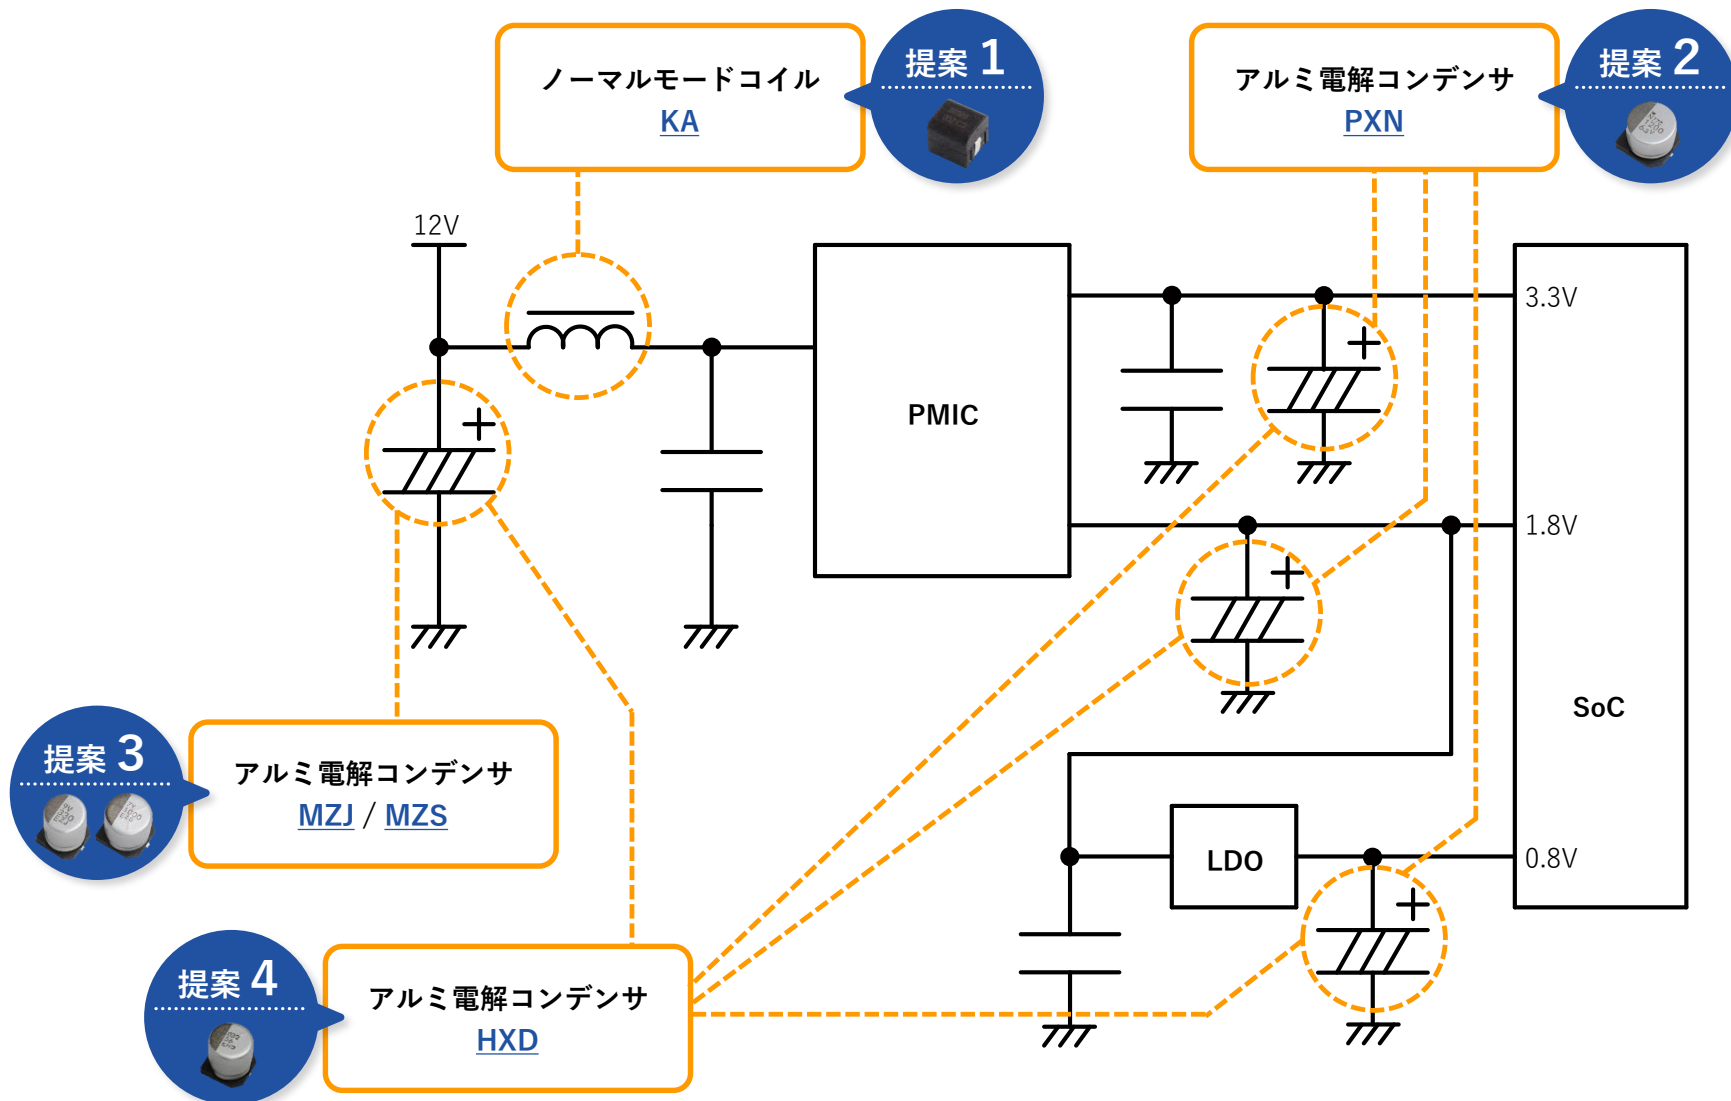 ノーマルモードコイル
KA
提案 1
アルミ電解コンデンサ
PXN
提案 2
12V
PMIC
3.3V
1.8V
SoC
0.8V
LDO
提案 3
アルミ電解コンデンサ
MZJ / MZS
提案 4
アルミ電解コンデンサ
HXD